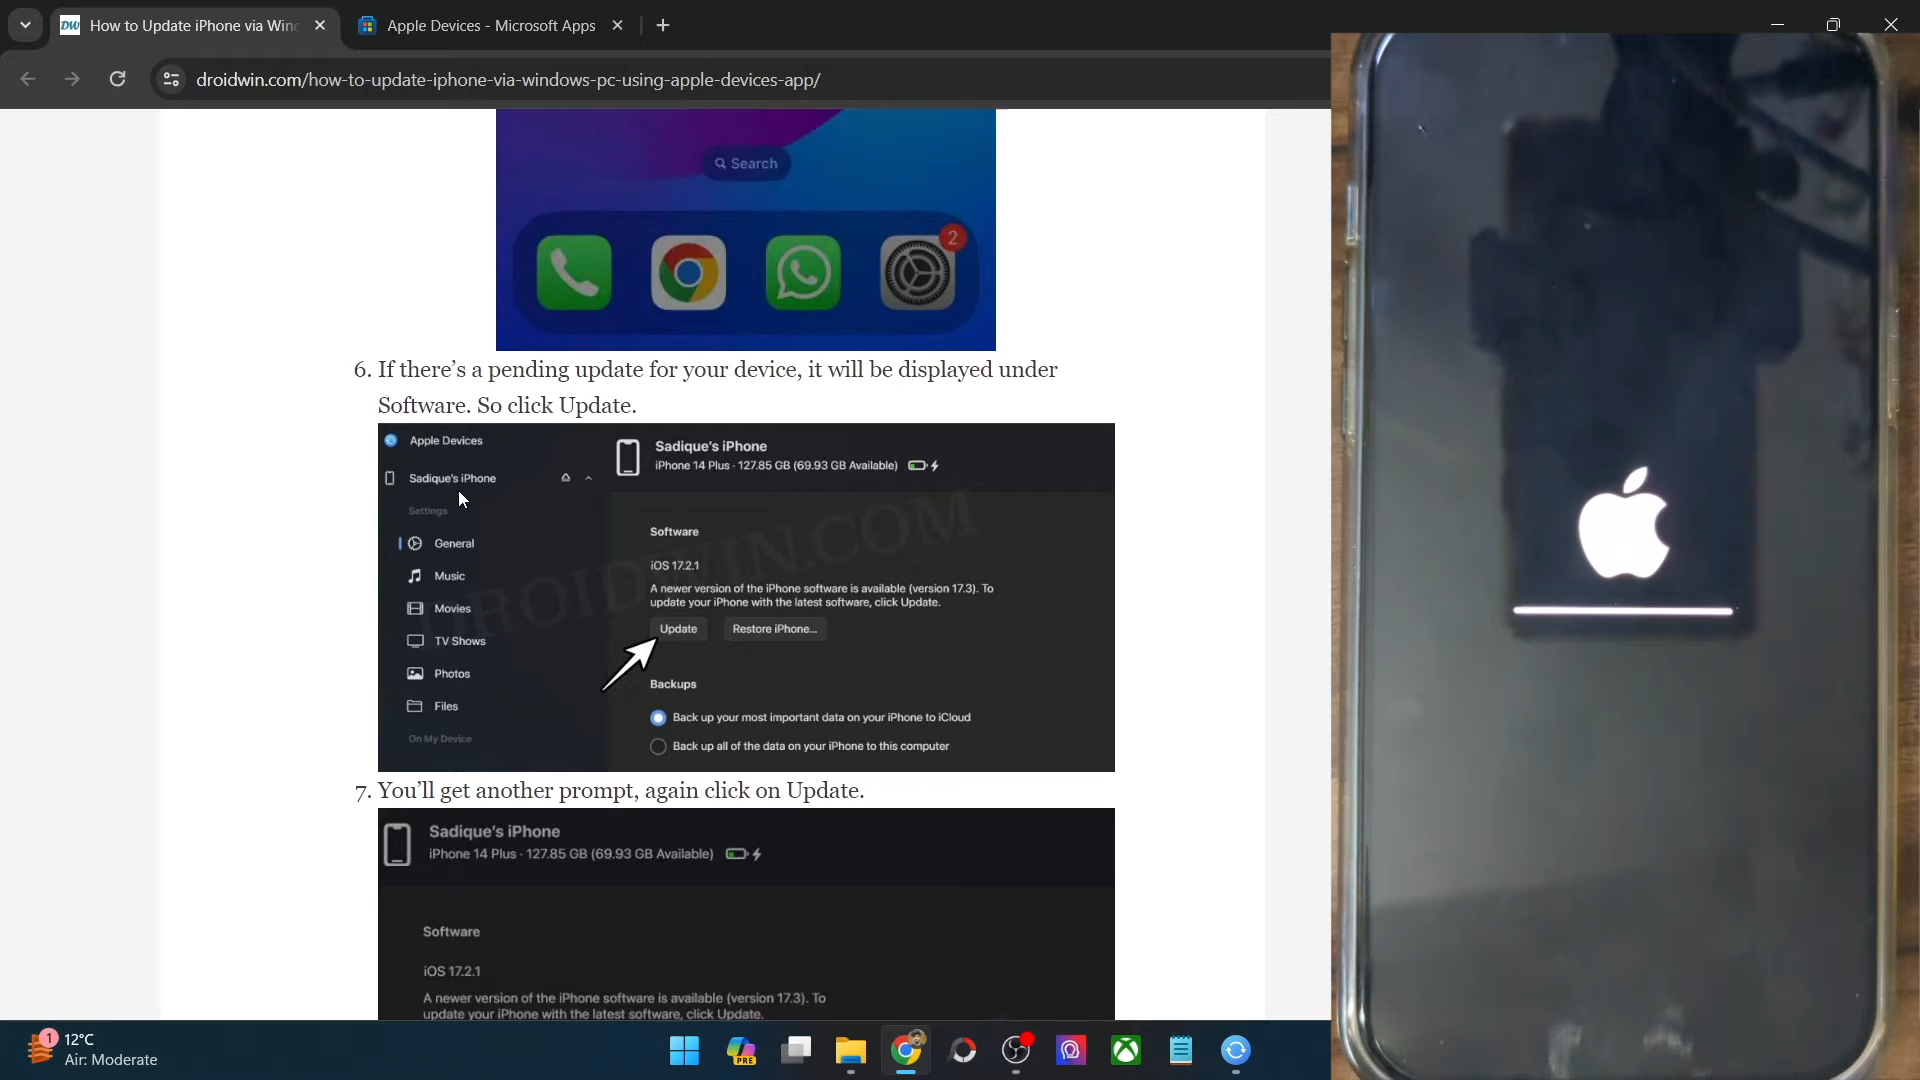 DW How to Update iPhone via Wind
Apple Devices - Microsoft Apps
droidwin.com/how-to-update-iphone-via-windows-pc-using-apple-devices-app/
Search
2
6. If there’s a pending update for your device, it will be displayed under
Software. So click Update.
Apple Devices
Sadique's iPhone
Settings
General
Music
Movies
TV Shows
Photos
Files
On My Device
Sadique's iPhone
iPhone 14 Plus · 127.85 GB (69.93 GB Available)
Software
iOS 17.2.1
A newer version of the iPhone software is available (version 17.3). To
update your iPhone with the latest software, click Update.
Update
Restore iPhone...
Backups
Back up your most important data on your iPhone to iCloud
Back up all of the data on your iPhone to this computer
DROIDWIN.COM
7. You’ll get another prompt, again click on Update.
Sadique's iPhone
iPhone 14 Plus · 127.85 GB (69.93 GB Available)
Software
iOS 17.2.1
A newer version of the iPhone software is available (version 17.3). To
update your iPhone with the latest software, click Update.
1
12°C
Air: Moderate
PRE